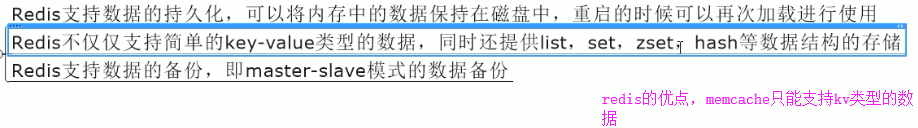 Redis支持数据的持久化，可以将内存中的数据保持在磁盘中，重启的时候可以再次加载进行使用
Redis不仅仅支持简单的key-value类型的数据，同时还提供list，set，zset，hash等数据结构的存储
Redis支持数据的备份，即master-slave模式的数据备份
redis的优点，memcache只能支持kv类型的数
据